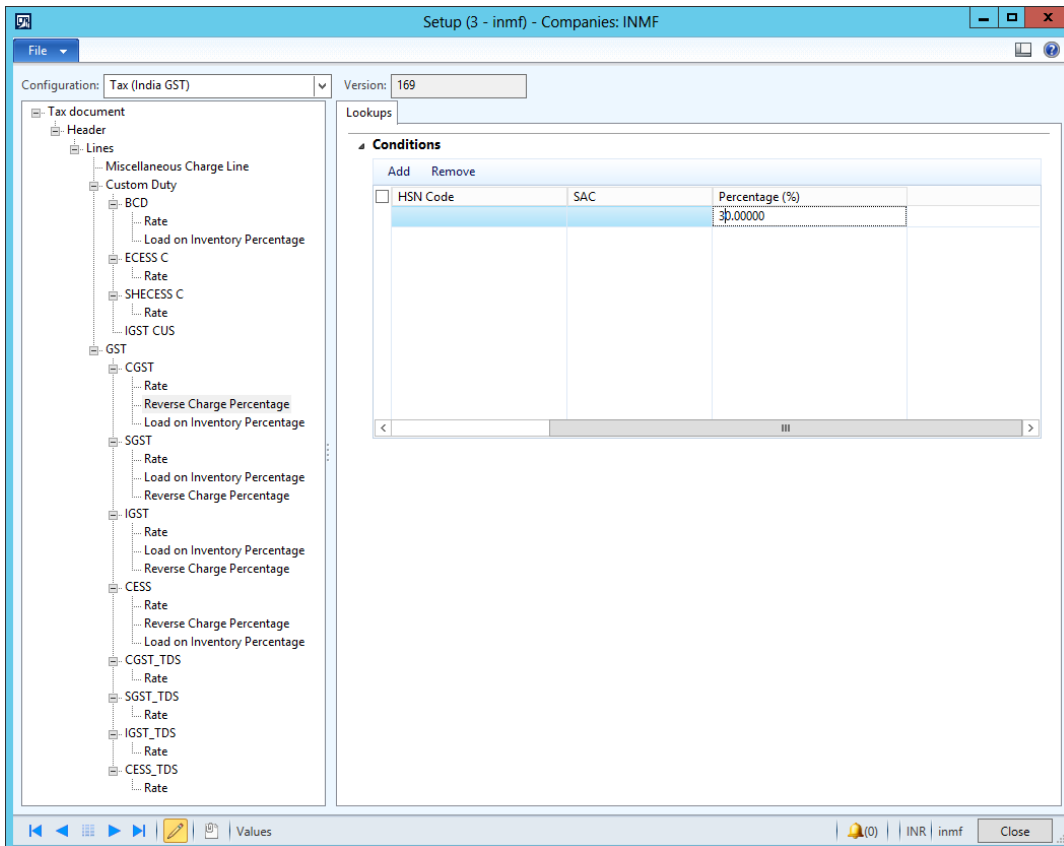 Setup (3 - inmf) - Companies: INMF
File
Configuration: Tax (India GST)
Version: 169
Tax document
Header
Lines
Miscellaneous Charge Line
Custom Duty
BCD
Rate
Load on Inventory Percentage
ECESS C
Rate
SHECESS C
Rate
IGST CUS
GST
CGST
Rate
Reverse Charge Percentage
Load on Inventory Percentage
SGST
Rate
Load on Inventory Percentage
Reverse Charge Percentage
IGST
Rate
Load on Inventory Percentage
Reverse Charge Percentage
CESS
Rate
Reverse Charge Percentage
Load on Inventory Percentage
CGST_TDS
Rate
SGST_TDS
Rate
IGST_TDS
Rate
CESS_TDS
Rate
Lookups
Conditions
Add Remove
HSN Code SAC Percentage (%)
30.00000
Values
(0) INR inmf Close